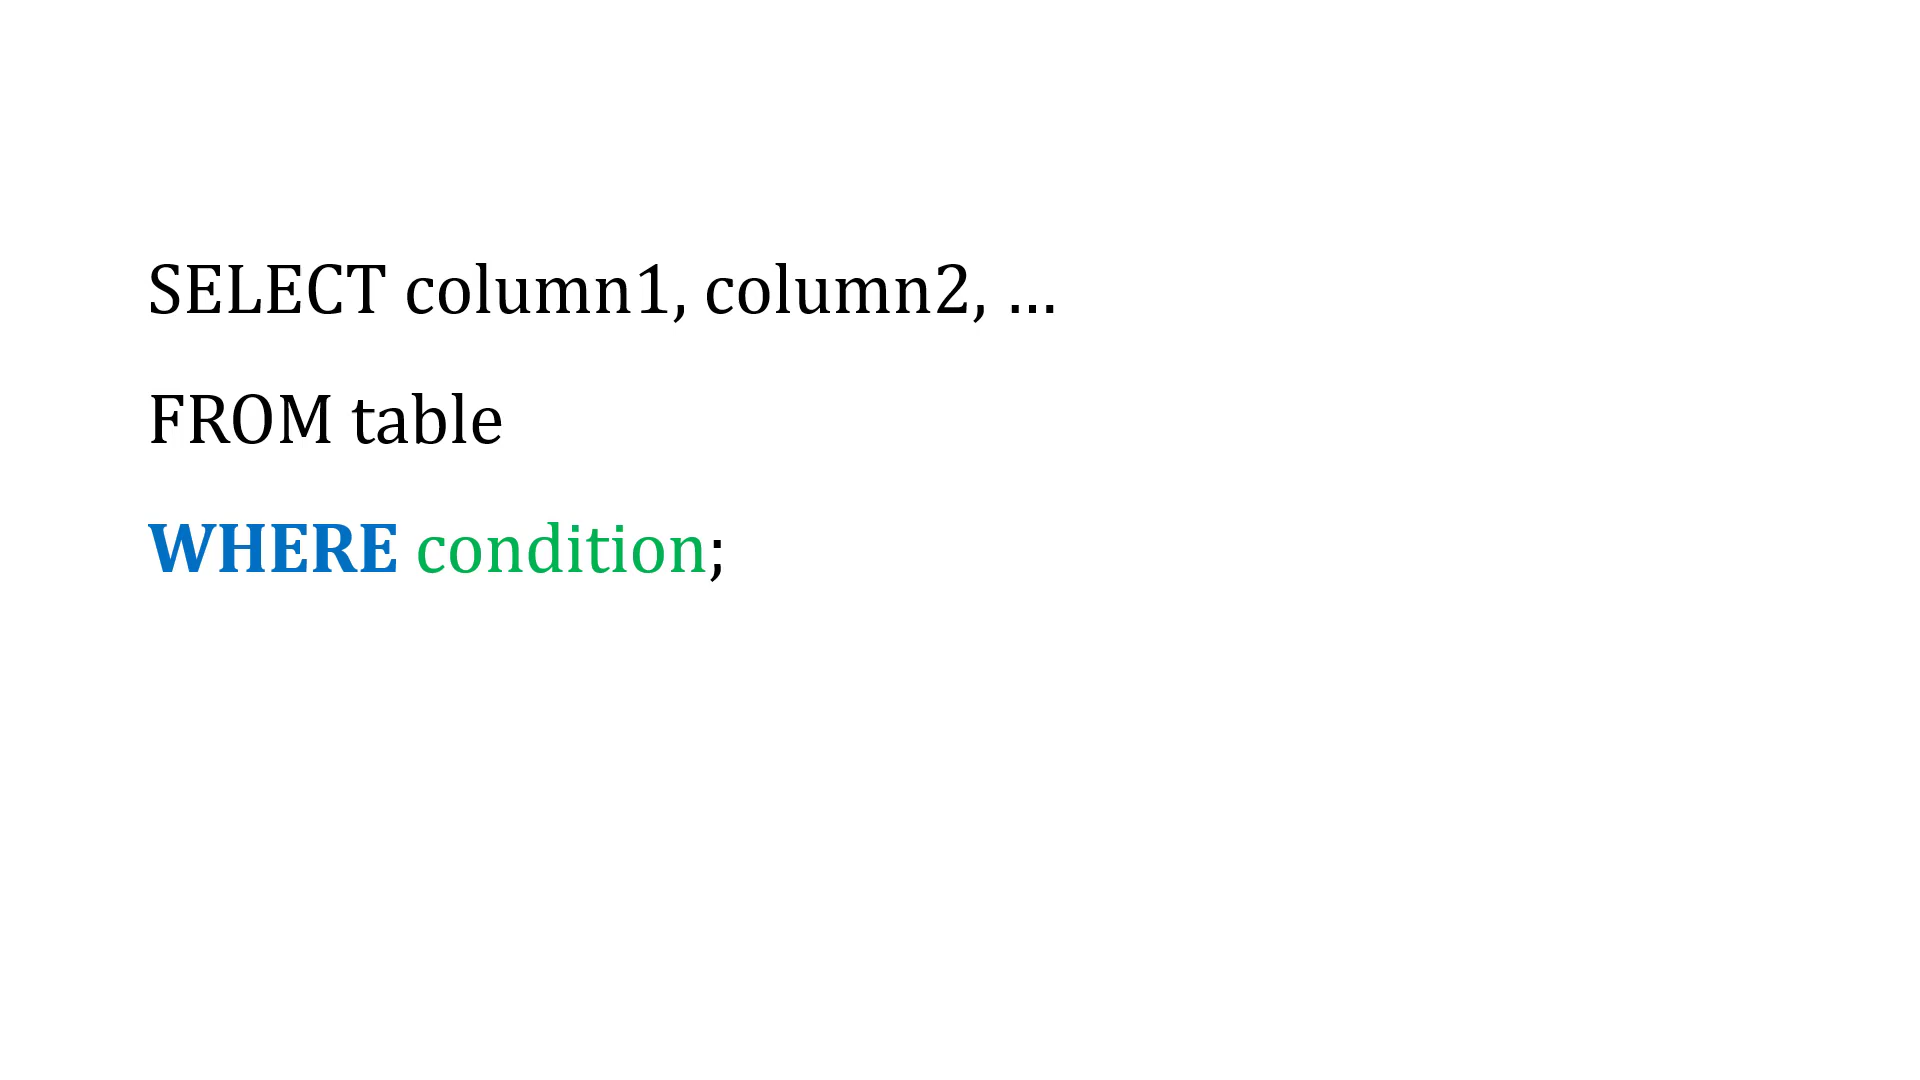 SELECT column1, column2, …
FROM table
WHERE condition;